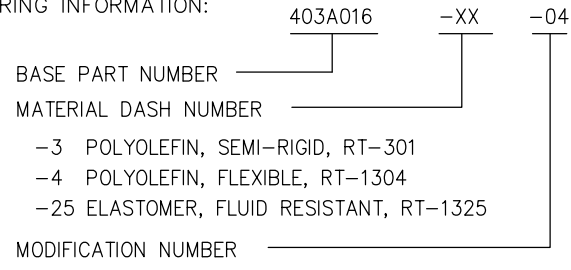 RING INFORMATION:
403A016 -XX -04
BASE PART NUMBER
MATERIAL DASH NUMBER
-3 POLYOLEFIN, SEMI-RIGID, RT-301
-4 POLYOLEFIN, FLEXIBLE, RT-1304
-25 ELASTOMER, FLUID RESISTANT, RT-1325
MODIFICATION NUMBER